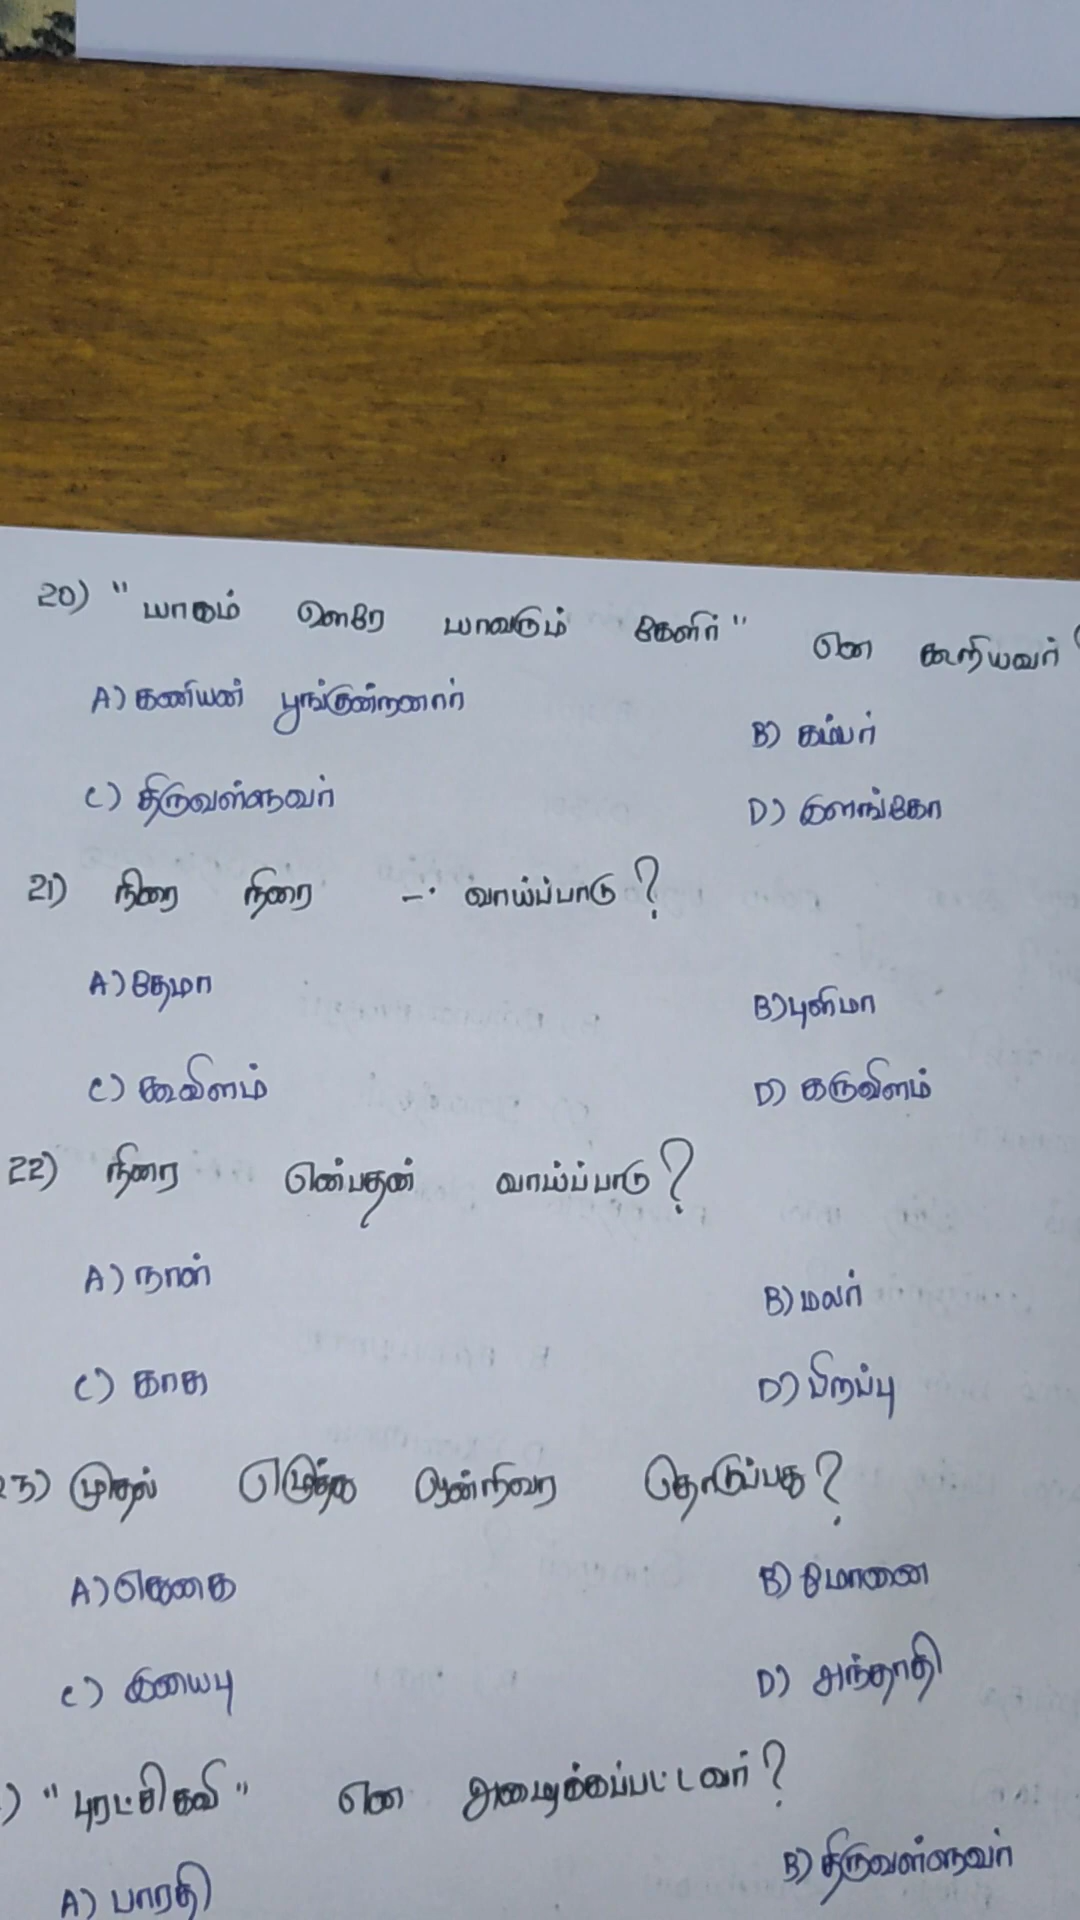 20) "யாதும் ஊரே யாவரும் கேளிர்" என கூறியவர்
A) கணியன் பூங்குன்றனார் B) கம்பர்
C) திருவள்ளுவர் D) இளங்கோ
21) நிரை நிரை -. வாய்ப்பாடு?
A) தேமா B) புளிமா
C) கூவிளம் D) கருவிளம்
22) நிரை என்பதன் வாய்ப்பாடு?
A) நாள் B) மலர்
C) காசு D) பிறப்பு
23) முதல் எழுத்து ஒன்றிவர தொடுப்பது?
A) எதுகை B) மோனை
C) இயைபு D) அந்தாதி
) "புரட்சிகவி" என அழைக்கப்பட்டவர்?
A) பாரதி B) திருவள்ளுவர்